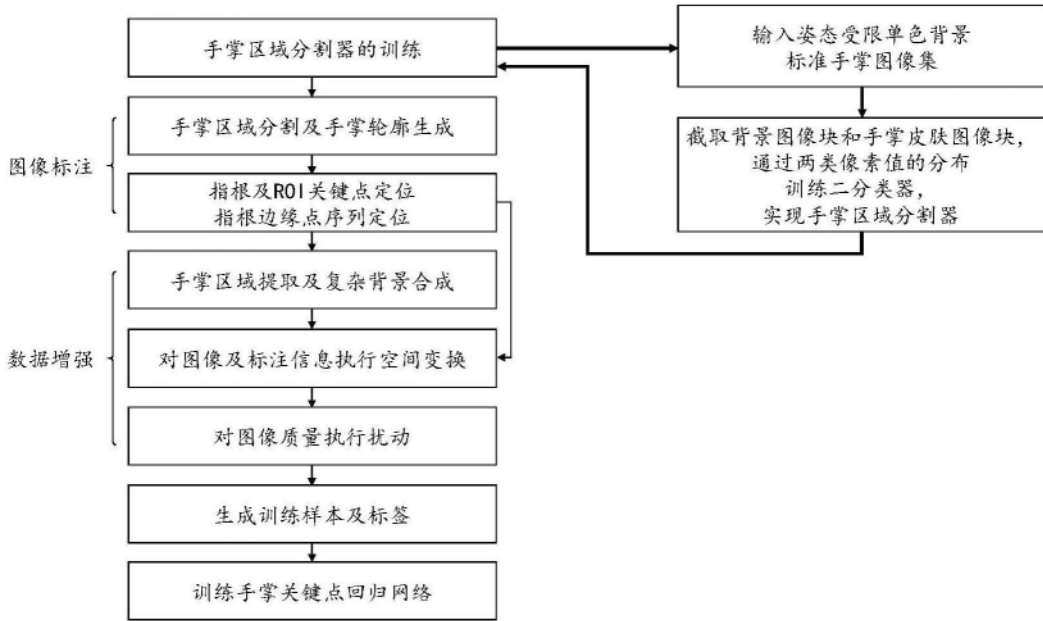 手掌区域分割器的训练
输入姿态受限单色背景
标准手掌图像集
手掌区域分割及手掌轮廓生成
截取背景图像块和手掌皮肤图像块,
通过两类像素值的分布
训练二分类器,
实现手掌区域分割器
图像标注
指根及ROI关键点定位
指根边缘点序列定位
手掌区域提取及复杂背景合成
数据增强
对图像及标注信息执行空间变换
对图像质量执行扰动
生成训练样本及标签
训练手掌关键点回归网络